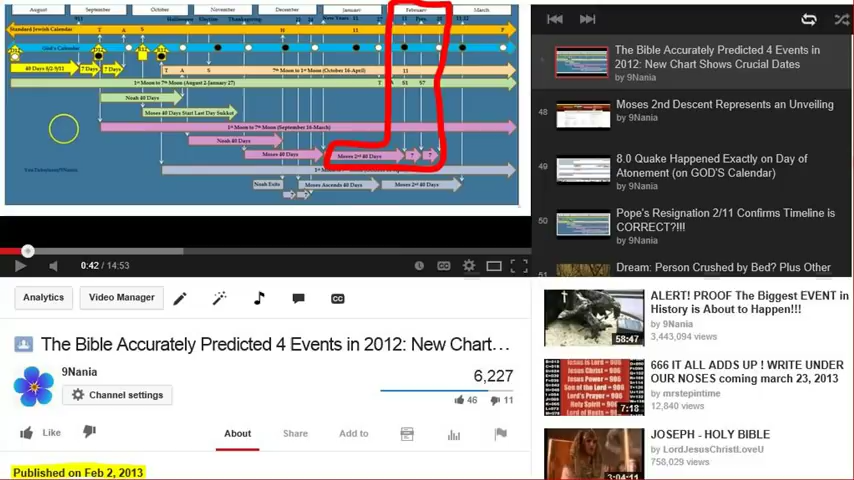 August
September
October
November
December
January
February
March
9/11
Standard Jewish Calendar
God's Calendar
40 Days 8/2-9/11
7 Days
7 Days
7th Moon to 1st Moon (October 16-April)
11
1st Moon to 7th Moon (August 2-January 27)
Noah 40 Days
Moses 40 Days Start Last Day Sukkot
1st Moon to 7th Moon (September 16-March)
Noah 40 Days
Moses 40 Days
Moses 2nd 40 Days
Noah Exits
Moses Ascends 40 Days
Moses 2nd 40 Days
0:42 / 14:53
Analytics
Video Manager
The Bible Accurately Predicted 4 Events in 2012: New Chart...
9Nania
Channel settings
6,227
46
11
Like
About
Share
Add to
Published on Feb 2, 2013
The Bible Accurately Predicted 4 Events in
2012: New Chart Shows Crucial Dates
by 9Nania
48
Moses 2nd Descent Represents an Unveiling
by 9Nania
49
8.0 Quake Happened Exactly on Day of
Atonement (on GOD'S Calendar)
by 9Nania
50
Pope's Resignation 2/11 Confirms Timeline is
CORRECT?!!!
by 9Nania
51
Dream: Person Crushed by Bed? Plus Other
58:47
ALERT! PROOF The Biggest EVENT in
History is About to Happen!!!
by 9Nania
3,443,094 views
7:18
666 IT ALL ADDS UP ! WRITE UNDER
OUR NOSES coming march 23, 2013
by mrstepintime
12,840 views
3:04:11
JOSEPH - HOLY BIBLE
by LordJesusChristLoveU
758,029 views